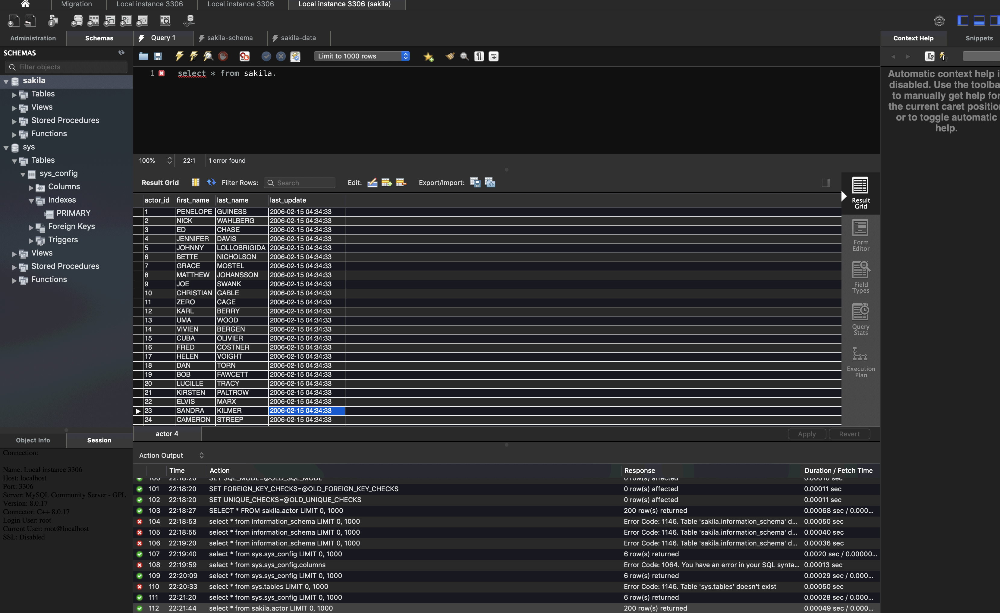 Migration
Local instance 3306
Local instance 3306
Local instance 3306 (sakila)
Administration
Schemas
Query 1
sakila-schema
sakila-data
Context Help
Snippets
SCHEMAS
Filter objects
sakila
Tables
Views
Stored Procedures
Functions
sys
Tables
sys_config
Columns
Indexes
PRIMARY
Foreign Keys
Triggers
Views
Stored Procedures
Functions
Limit to 1000 rows
1 select * from sakila.
Automatic context help i
disabled. Use the toolba
to manually get help for
the current caret position
or to toggle automatic
help.
100% 22:1 1 error found
Result Grid Filter Rows: Search Edit: Export/Import:
actor_id first_name last_name last_update
1 PENELOPE GUINESS 2006-02-15 04:34:33
2 NICK WAHLBERG 2006-02-15 04:34:33
3 ED CHASE 2006-02-15 04:34:33
4 JENNIFER DAVIS 2006-02-15 04:34:33
5 JOHNNY LOLLOBRIGIDA 2006-02-15 04:34:33
6 BETTE NICHOLSON 2006-02-15 04:34:33
7 GRACE MOSTEL 2006-02-15 04:34:33
8 MATTHEW JOHANSSON 2006-02-15 04:34:33
9 JOE SWANK 2006-02-15 04:34:33
10 CHRISTIAN GABLE 2006-02-15 04:34:33
11 ZERO CAGE 2006-02-15 04:34:33
12 KARL BERRY 2006-02-15 04:34:33
13 UMA WOOD 2006-02-15 04:34:33
14 VIVIEN BERGEN 2006-02-15 04:34:33
15 CUBA OLIVIER 2006-02-15 04:34:33
16 FRED COSTNER 2006-02-15 04:34:33
17 HELEN VOIGHT 2006-02-15 04:34:33
18 DAN TORN 2006-02-15 04:34:33
19 BOB FAWCETT 2006-02-15 04:34:33
20 LUCILLE TRACY 2006-02-15 04:34:33
21 KIRSTEN PALTROW 2006-02-15 04:34:33
22 ELVIS MARX 2006-02-15 04:34:33
23 SANDRA KILMER 2006-02-15 04:34:33
24 CAMERON STREEP 2006-02-15 04:34:33
Result
Grid
Form
Editor
Field
Types
Query
Stats
Execution
Plan
actor 4
Apply
Revert
Object Info
Session
Connection:
Name: Local instance 3306
Host: localhost
Port: 3306
Server: MySQL Community Server - GPL
Version: 8.0.17
Connector: C++ 8.0.17
Login User: root
Current User: root@localhost
SSL: Disabled
Action Output
Time Action Response Duration / Fetch Time
100 22:18:20 SET SQL_MODE=@OLD_SQL_MODE 0 row(s) affected 0.00010 sec
101 22:18:20 SET FOREIGN_KEY_CHECKS=@OLD_FOREIGN_KEY_CHECKS 0 row(s) affected 0.00011 sec
102 22:18:20 SET UNIQUE_CHECKS=@OLD_UNIQUE_CHECKS 0 row(s) affected 0.00011 sec
103 22:18:27 SELECT * FROM sakila.actor LIMIT 0, 1000 200 row(s) returned 0.00068 sec / 0.000...
104 22:18:53 select * from information_schema LIMIT 0, 1000 Error Code: 1146. Table 'sakila.information_schema' d... 0.00050 sec
105 22:18:55 select * from information_schema LIMIT 0, 1000 Error Code: 1146. Table 'sakila.information_schema' d... 0.00040 sec
106 22:19:20 select * from information_schema LIMIT 0, 1000 Error Code: 1146. Table 'sakila.information_schema' d... 0.00036 sec
107 22:19:40 select * from sys.sys_config LIMIT 0, 1000 6 row(s) returned 0.0020 sec / 0.00000...
108 22:19:59 select * from sys.sys_config.columns Error Code: 1064. You have an error in your SQL synta... 0.00013 sec
109 22:20:09 select * from sys.sys_config LIMIT 0, 1000 6 row(s) returned 0.00029 sec / 0.000...
110 22:20:33 select * from sys.tables LIMIT 0, 1000 Error Code: 1146. Table 'sys.tables' doesn't exist 0.00050 sec
111 22:21:20 select * from sys.sys_config LIMIT 0, 1000 6 row(s) returned 0.00028 sec / 0.000...
112 22:21:44 select * from sakila.actor LIMIT 0, 1000 200 row(s) returned 0.00049 sec / 0.000...